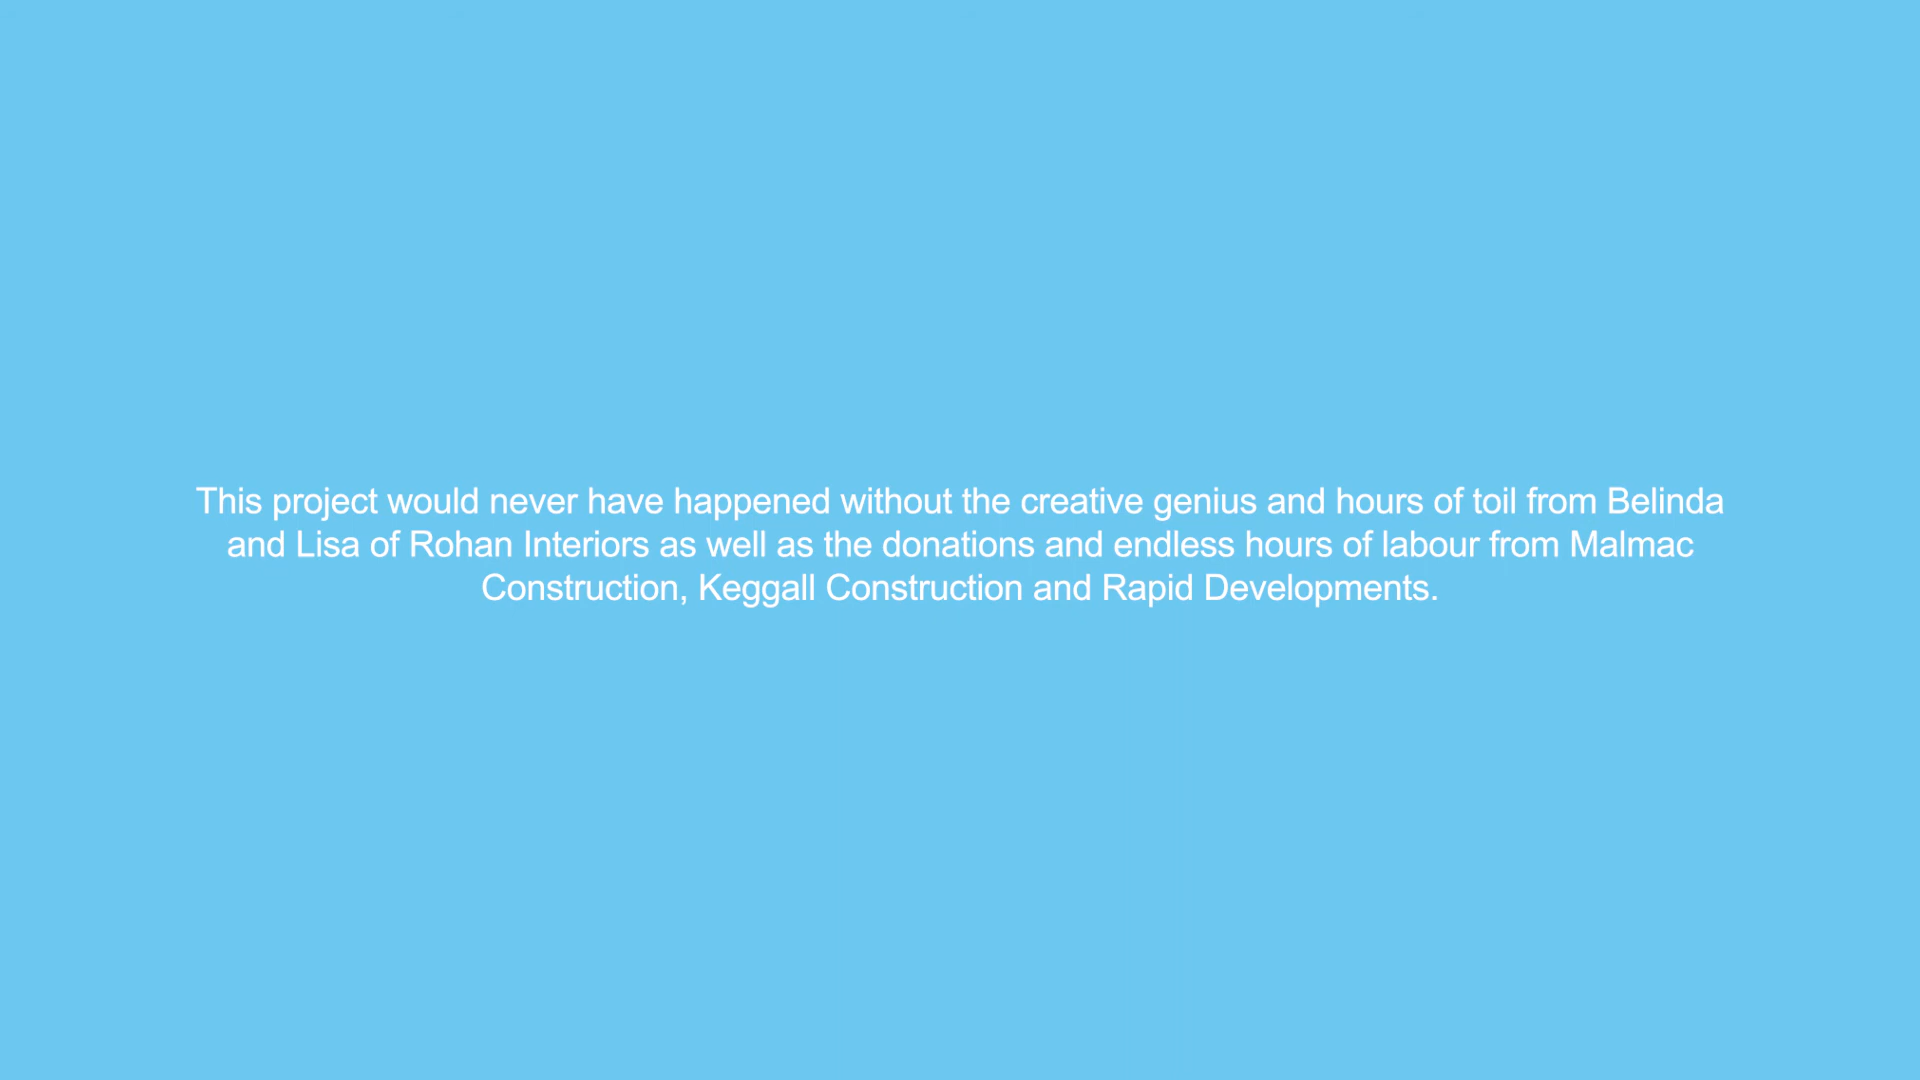 This project would never have happened without the creative genius and hours of toil from Belinda
and Lisa of Rohan Interiors as well as the donations and endless hours of labour from Malmac
Construction, Keggall Construction and Rapid Developments.